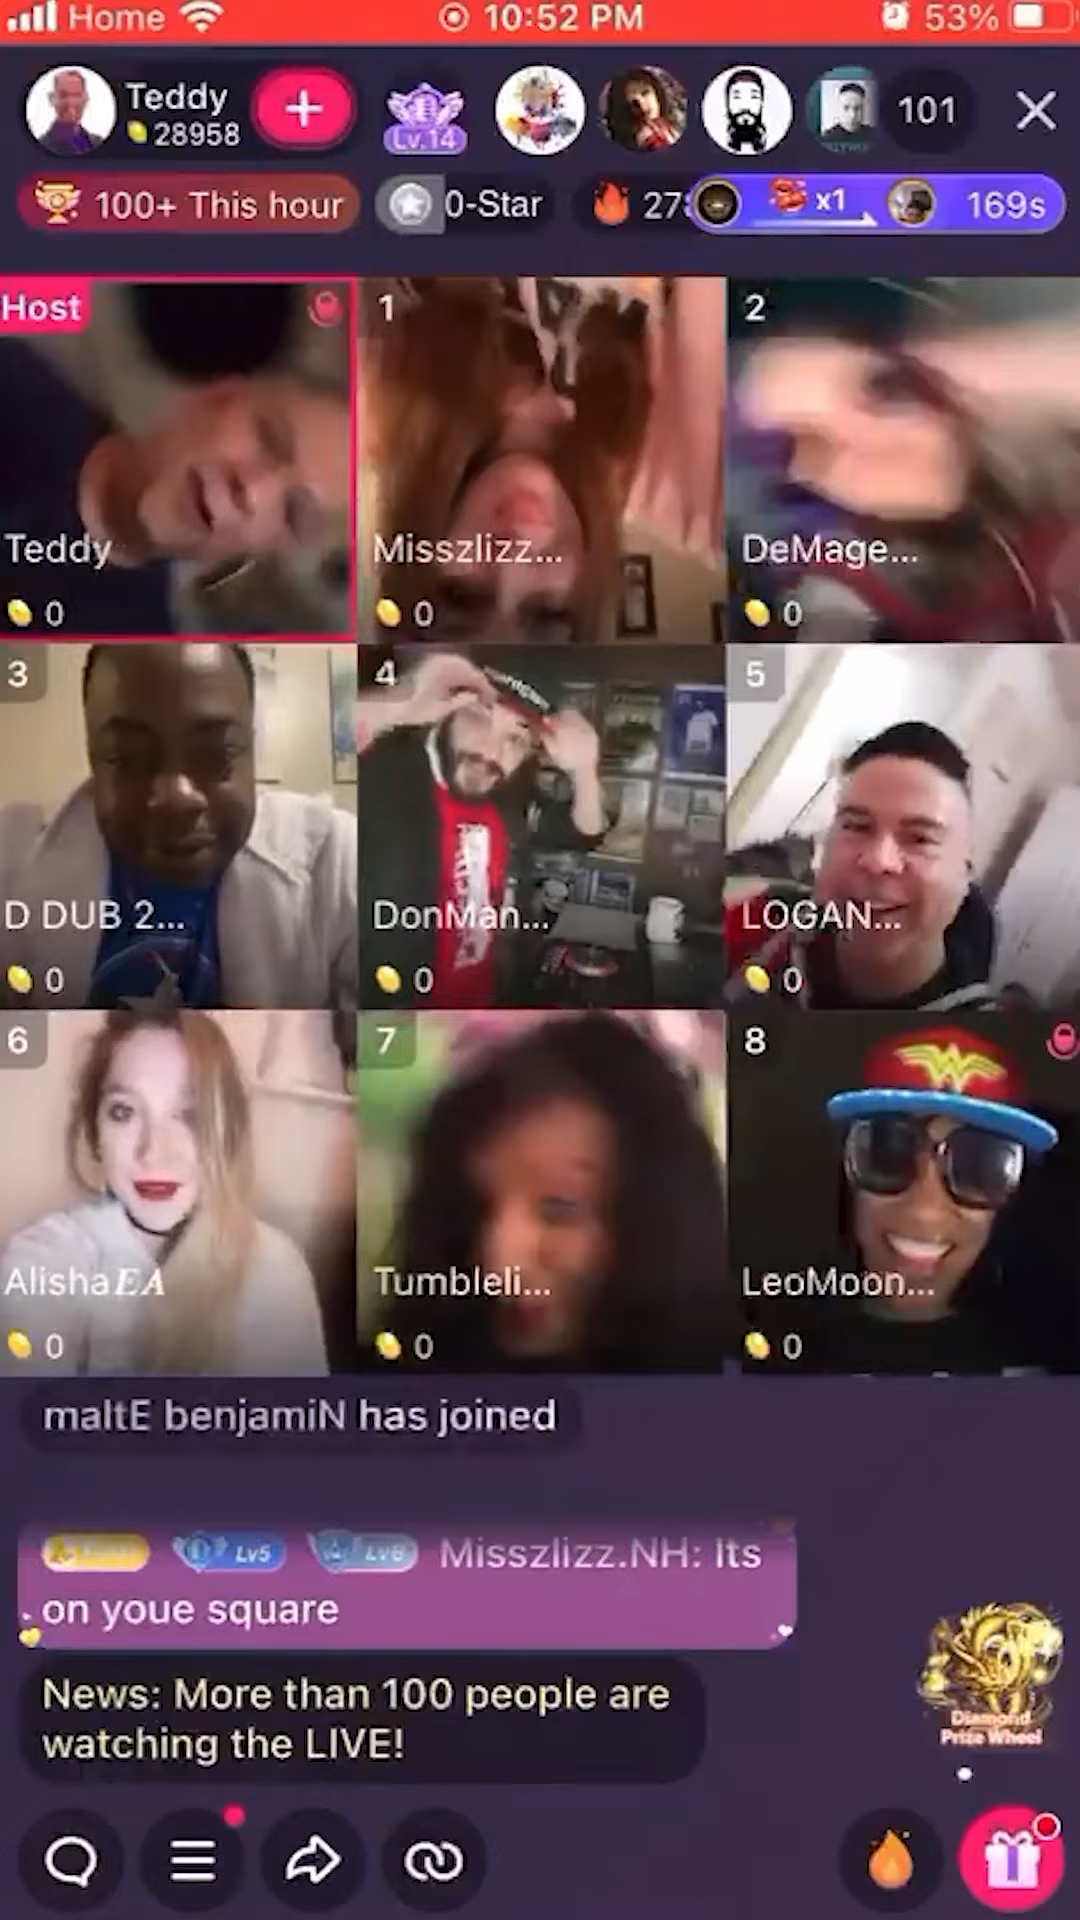 Home 10:52 PM 53%
Teddy
28958
Lv.14
101
100+ This hour
0-Star
27
x1
169s
Host
Teddy
0
1
Misszlizz...
0
2
DeMage...
0
3
D DUB 2...
0
4
DonMan...
0
5
LOGAN...
0
6
AlishaEA
0
7
Tumbleli...
0
8
LeoMoon...
0
maltE benjamiN has joined
Lv5 Lv6 Misszlizz.NH: Its
on youe square
News: More than 100 people are
watching the LIVE!
Diamond
Prize Wheel